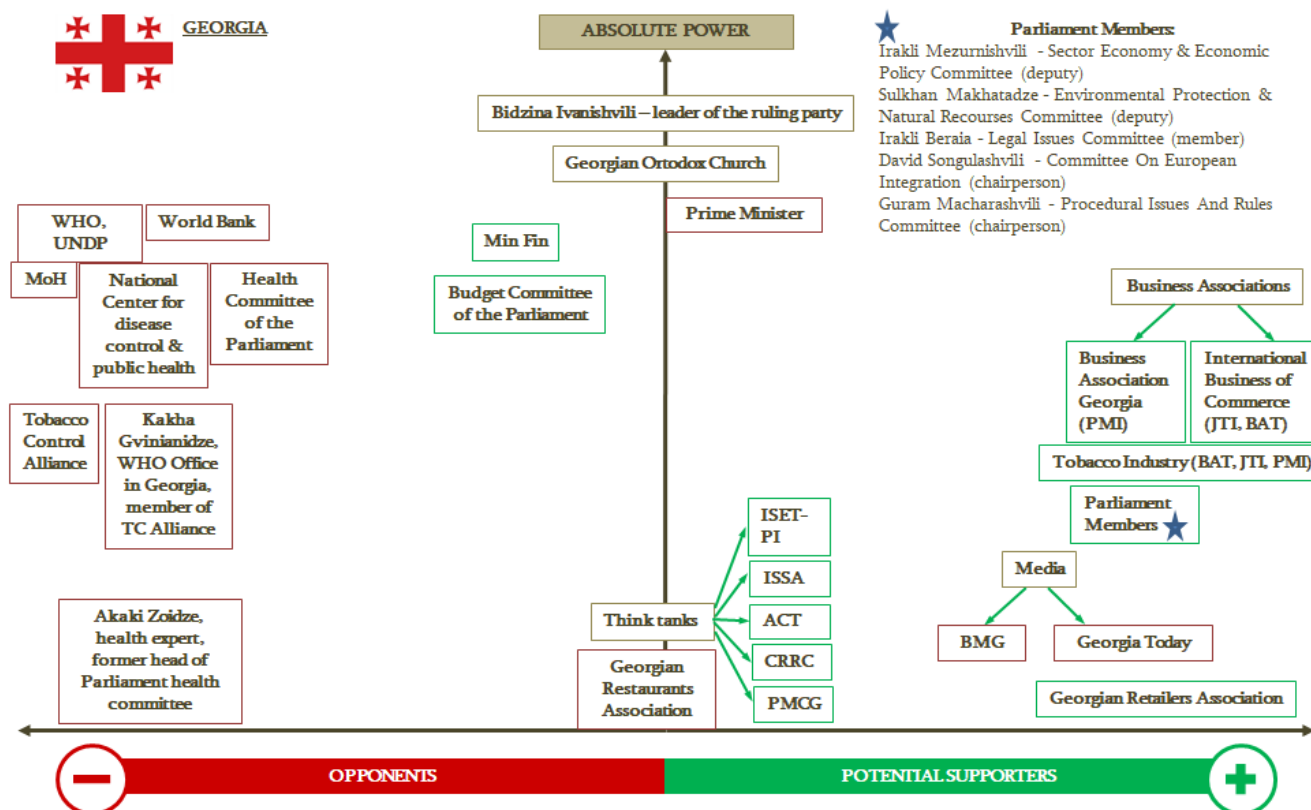 GEORGIA
ABSOLUTE POWER
Parliament Members:
Irakli Mezurnishvili - Sector Economy & Economic
Policy Committee (deputy)
Sulkhan Makhatadze - Environmental Protection &
Natural Recourses Committee (deputy)
Irakli Beraia - Legal Issues Committee (member)
David Songulashvili - Committee On European
Integration (chairperson)
Guram Macharashvili - Procedural Issues And Rules
Committee (chairperson)
Bidzina Ivanishvili – leader of the ruling party
Georgian Orthodox Church
Prime Minister
WHO,
UNDP
World Bank
Min Fin
MoH
National
Center for
disease
control &
public health
Health
Committee
of the
Parliament
Budget Committee
of the Parliament
Business Associations
Business
Association
Georgia
(PMI)
International
Business of
Commerce
(JTI, BAT)
Tobacco
Control
Alliance
Kakha
Gvinianidze,
WHO Office
in Georgia,
member of
TC Alliance
Tobacco Industry (BAT, JTI, PMI)
Parliament
Members
ISET-
PI
ISSA
ACT
CRRC
PMCG
Think tanks
Georgian
Restaurants
Association
Media
BMG
Georgia Today
Georgian Retailers Association
Akaki Zoidze,
health expert,
former head of
Parliament health
committee
OPPONENTS
POTENTIAL SUPPORTERS